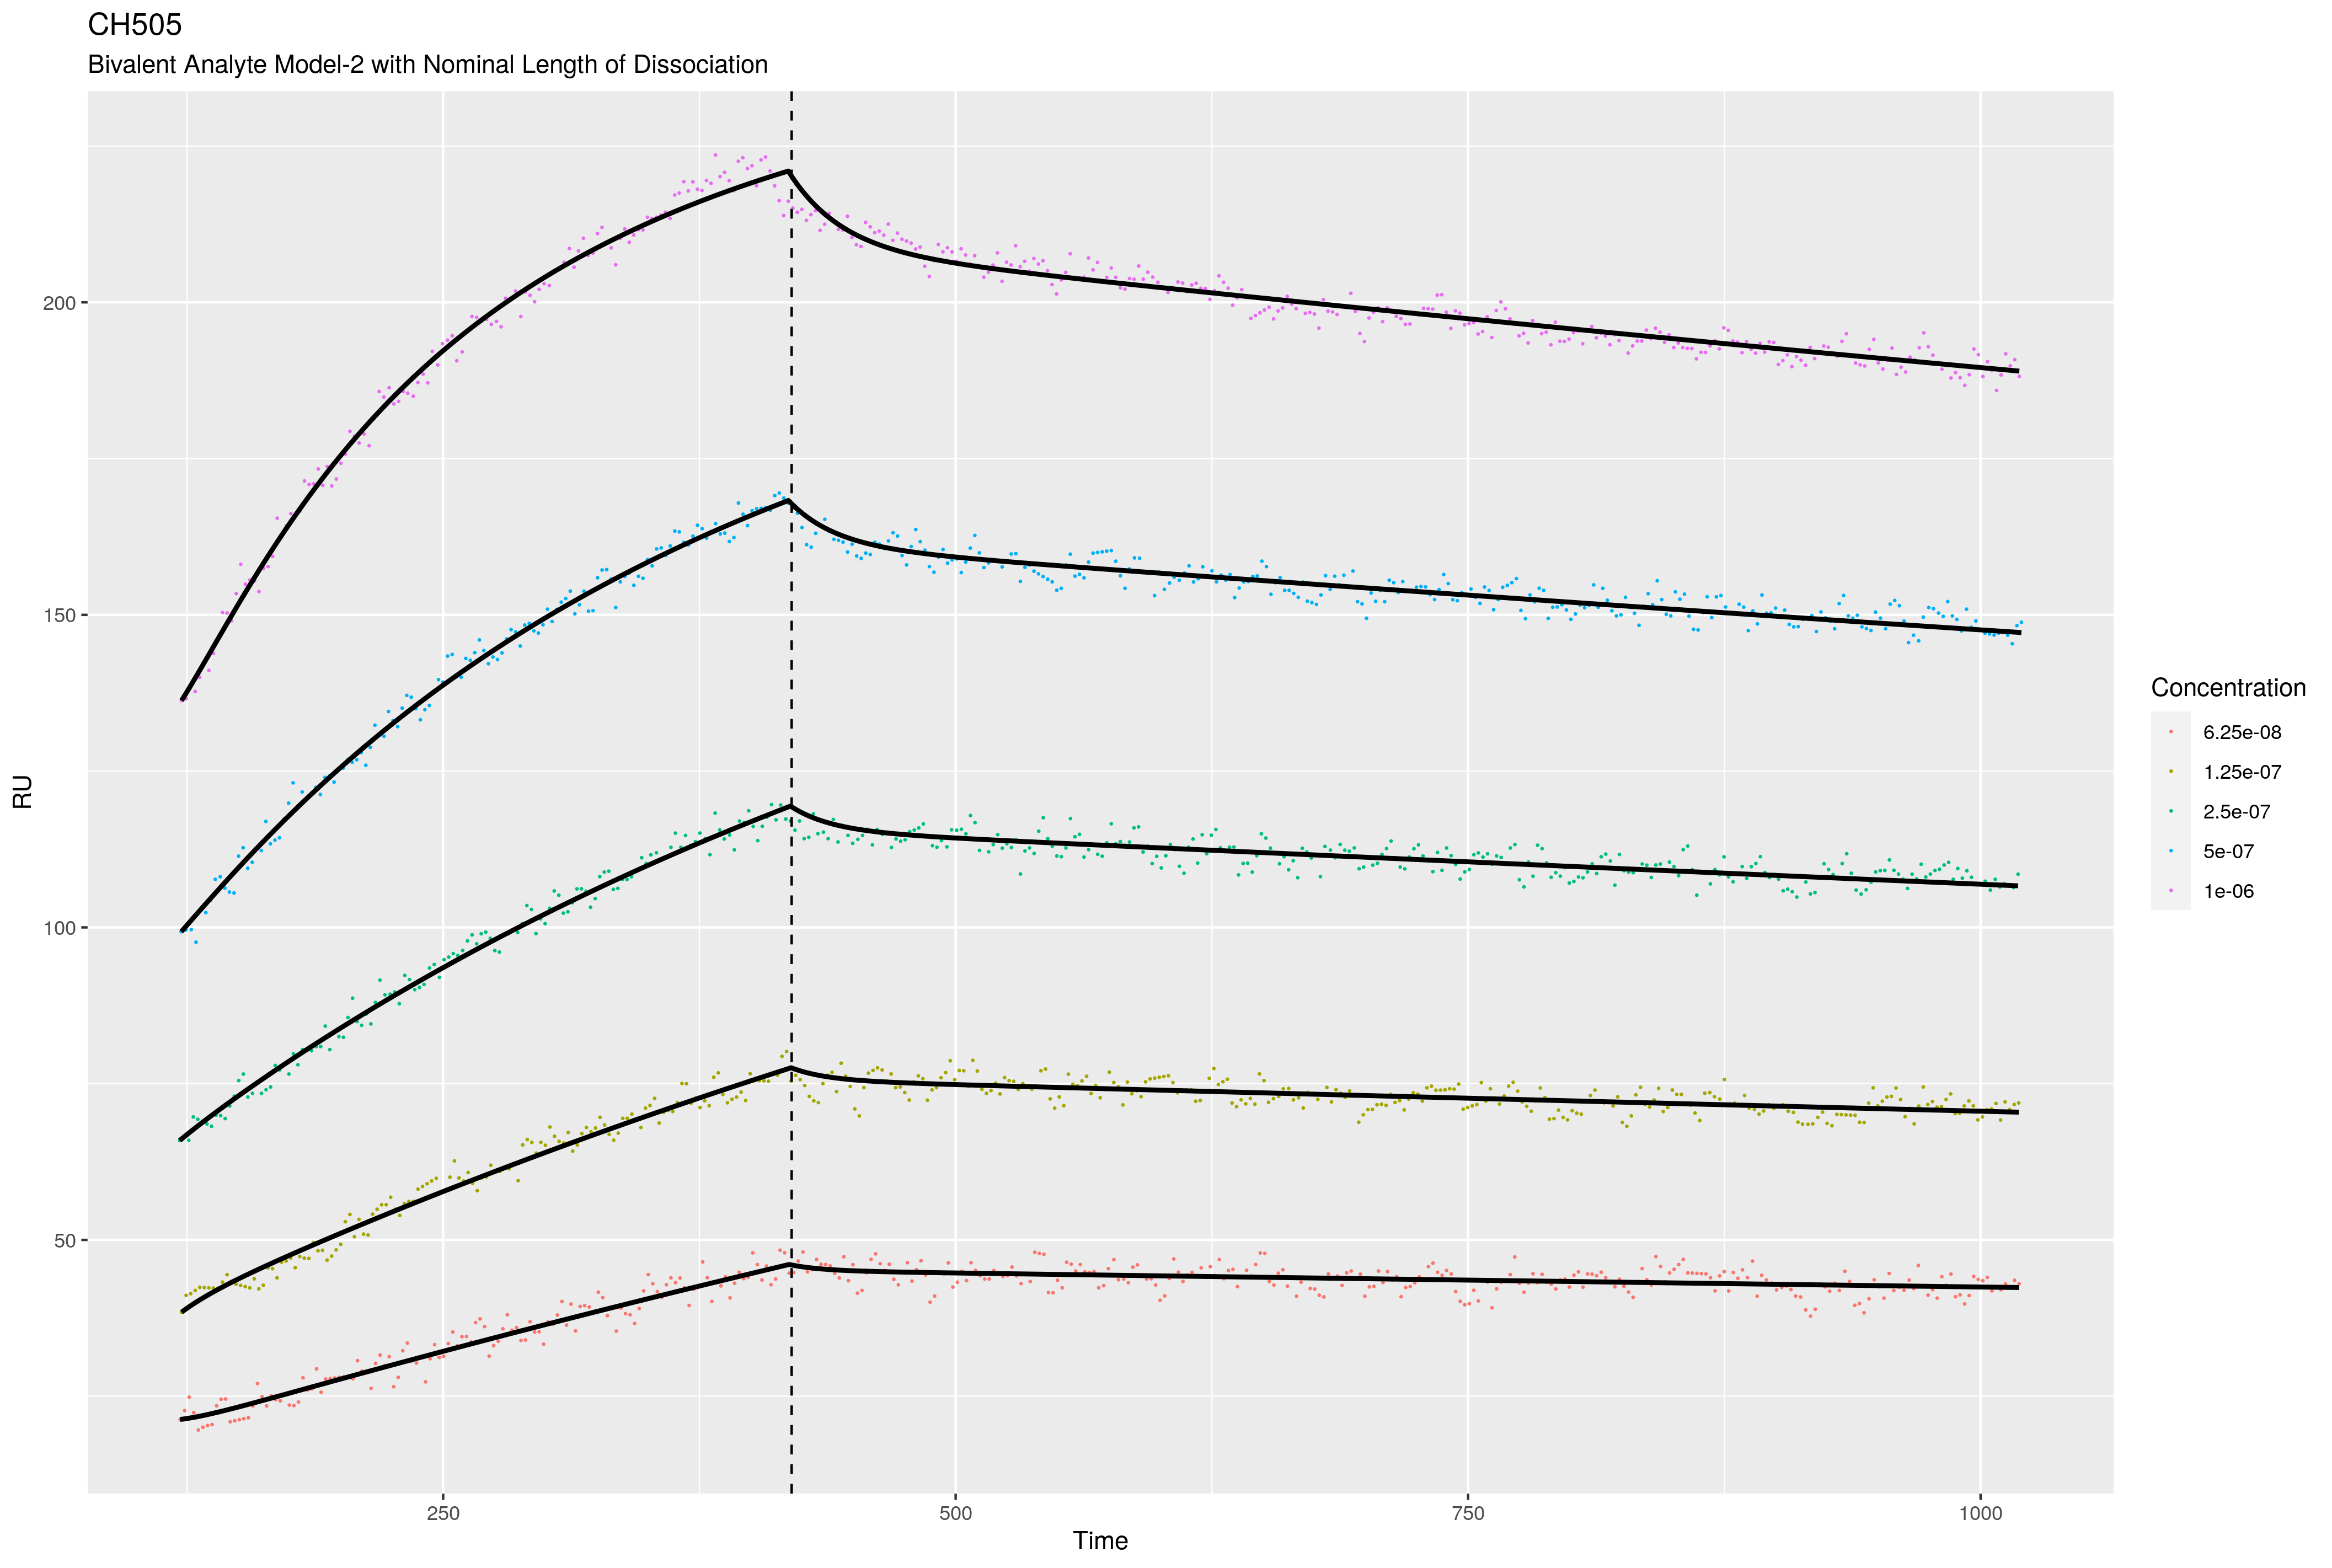 CH505
Bivalent Analyte Model-2 with Nominal Length of Dissociation
RU
200
150
100
50
250
500
750
1000
Time
Concentration
6.25e-08
1.25e-07
2.5e-07
5e-07
1e-06